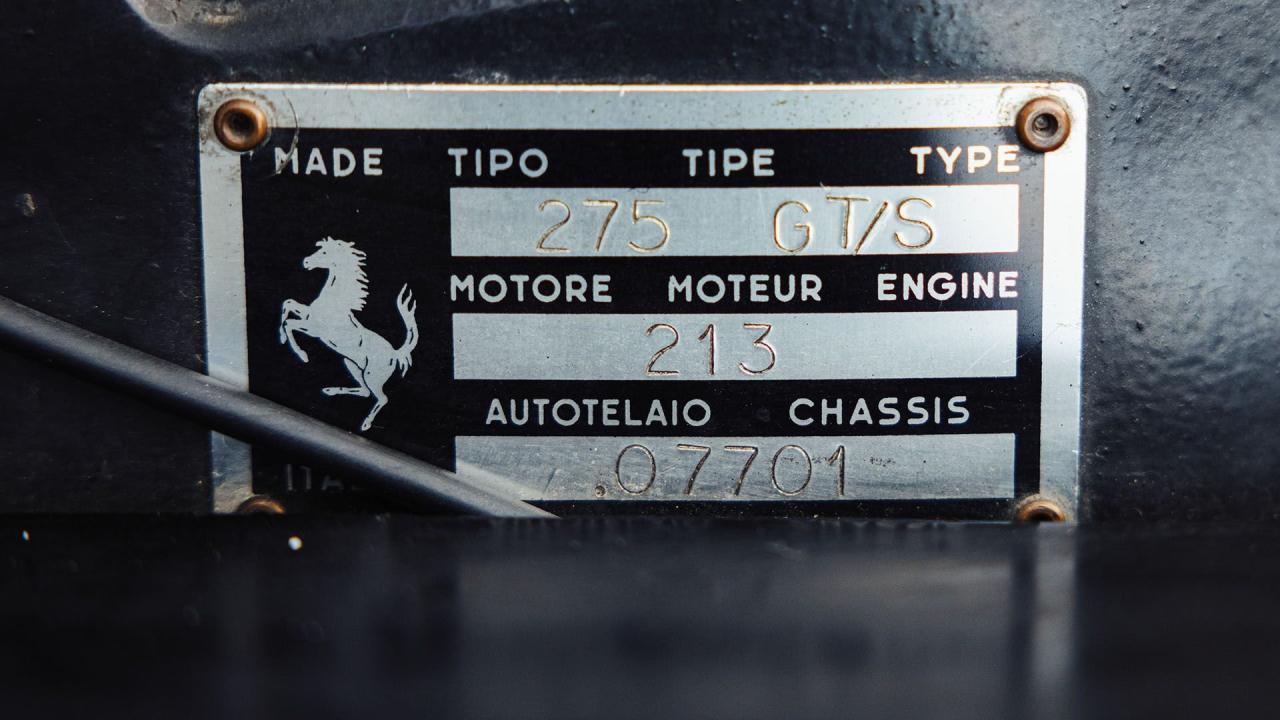 MADE TIPO TIPE TYPE
275 GT/S
MOTORE MOTEUR ENGINE
213
AUTOTELAIO CHASSIS
.07701